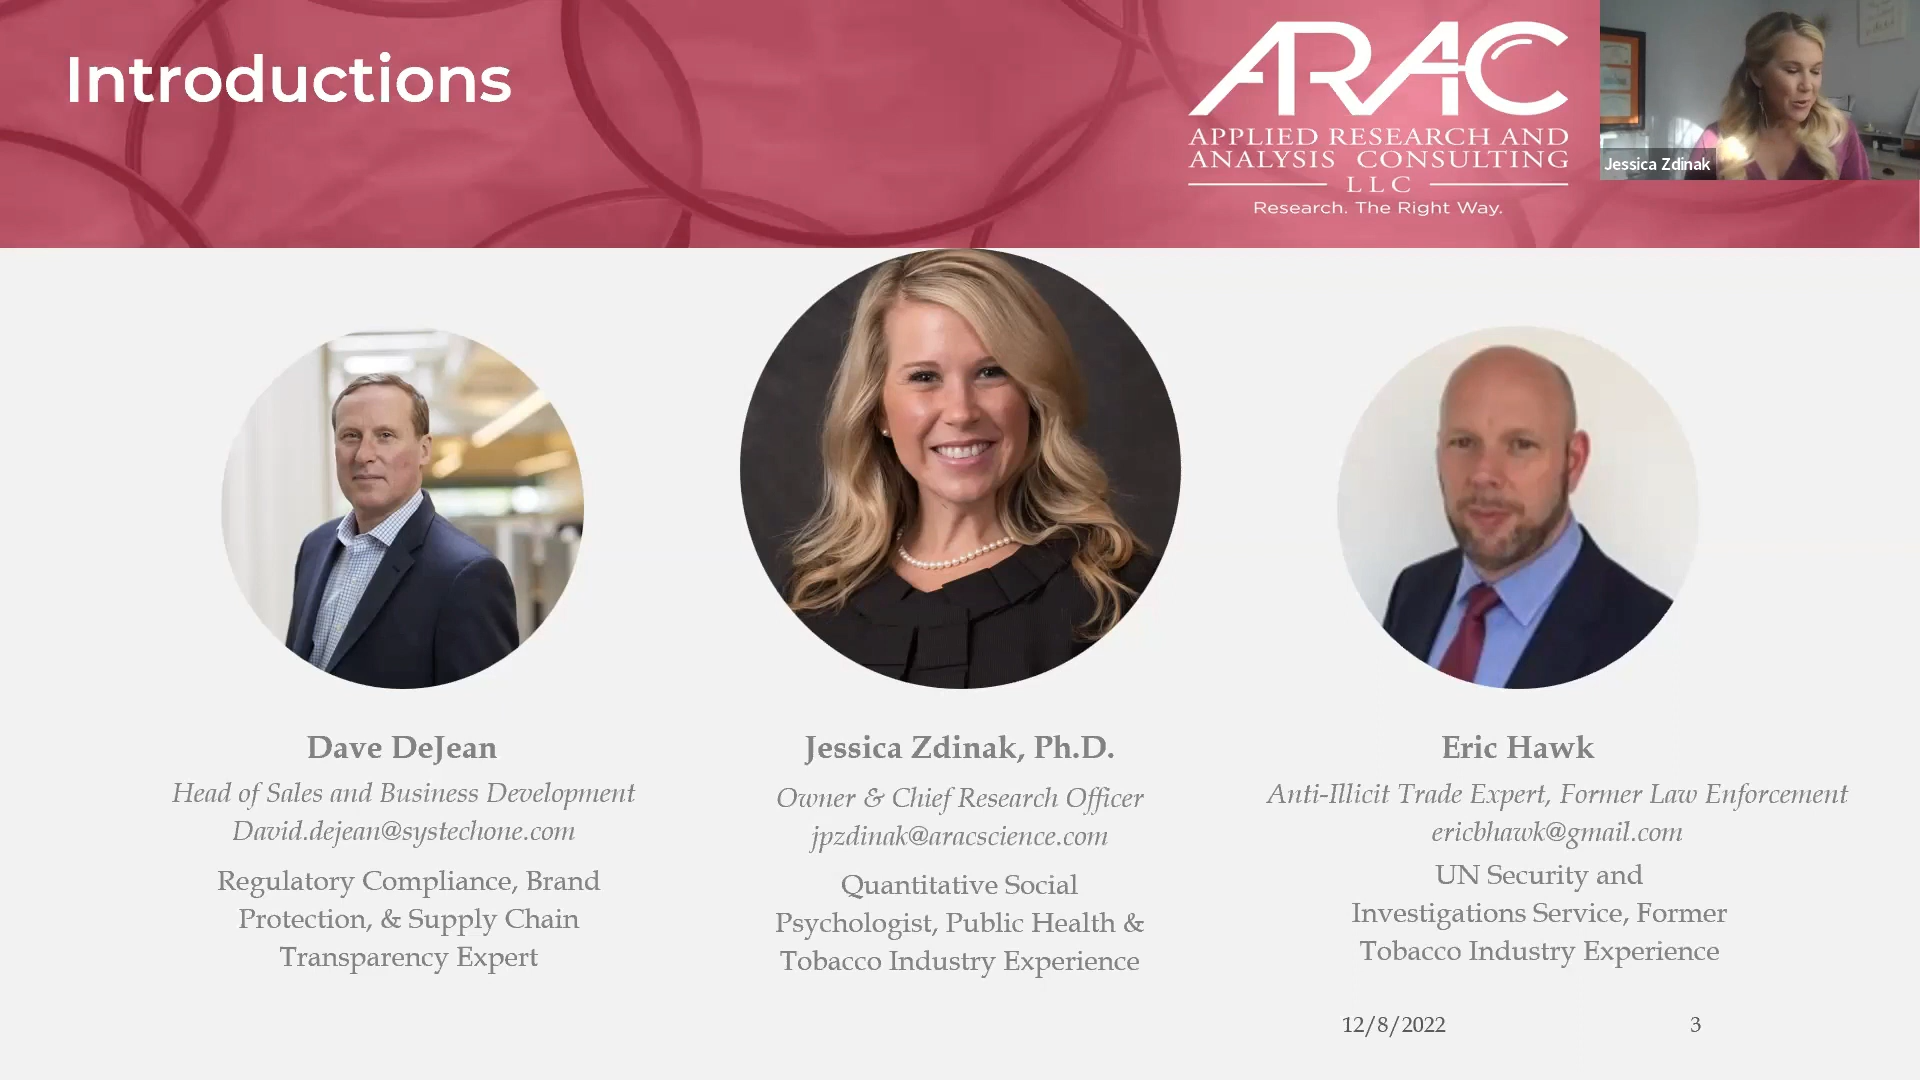 Introductions
ARAC
APPLIED RESEARCH AND
ANALYSIS CONSULTING
LLC
Research. The Right Way.
Jessica Zdinak
Dave DeJean
Head of Sales and Business Development
David.dejean@systechone.com
Regulatory Compliance, Brand
Protection, & Supply Chain
Transparency Expert
Jessica Zdinak, Ph.D.
Owner & Chief Research Officer
jpzdinak@aracscience.com
Quantitative Social
Psychologist, Public Health &
Tobacco Industry Experience
Eric Hawk
Anti-Illicit Trade Expert, Former Law Enforcement
ericbhawk@gmail.com
UN Security and
Investigations Service, Former
Tobacco Industry Experience
12/8/2022
3